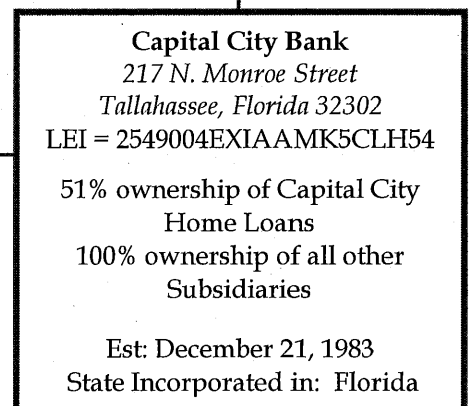 Capital City Bank
217 N. Monroe Street
Tallahassee, Florida 32302
LEI = 2549004EXIAAMK5CLH54
51% ownership of Capital City
Home Loans
100% ownership of all other
Subsidiaries
Est: December 21, 1983
State Incorporated in: Florida